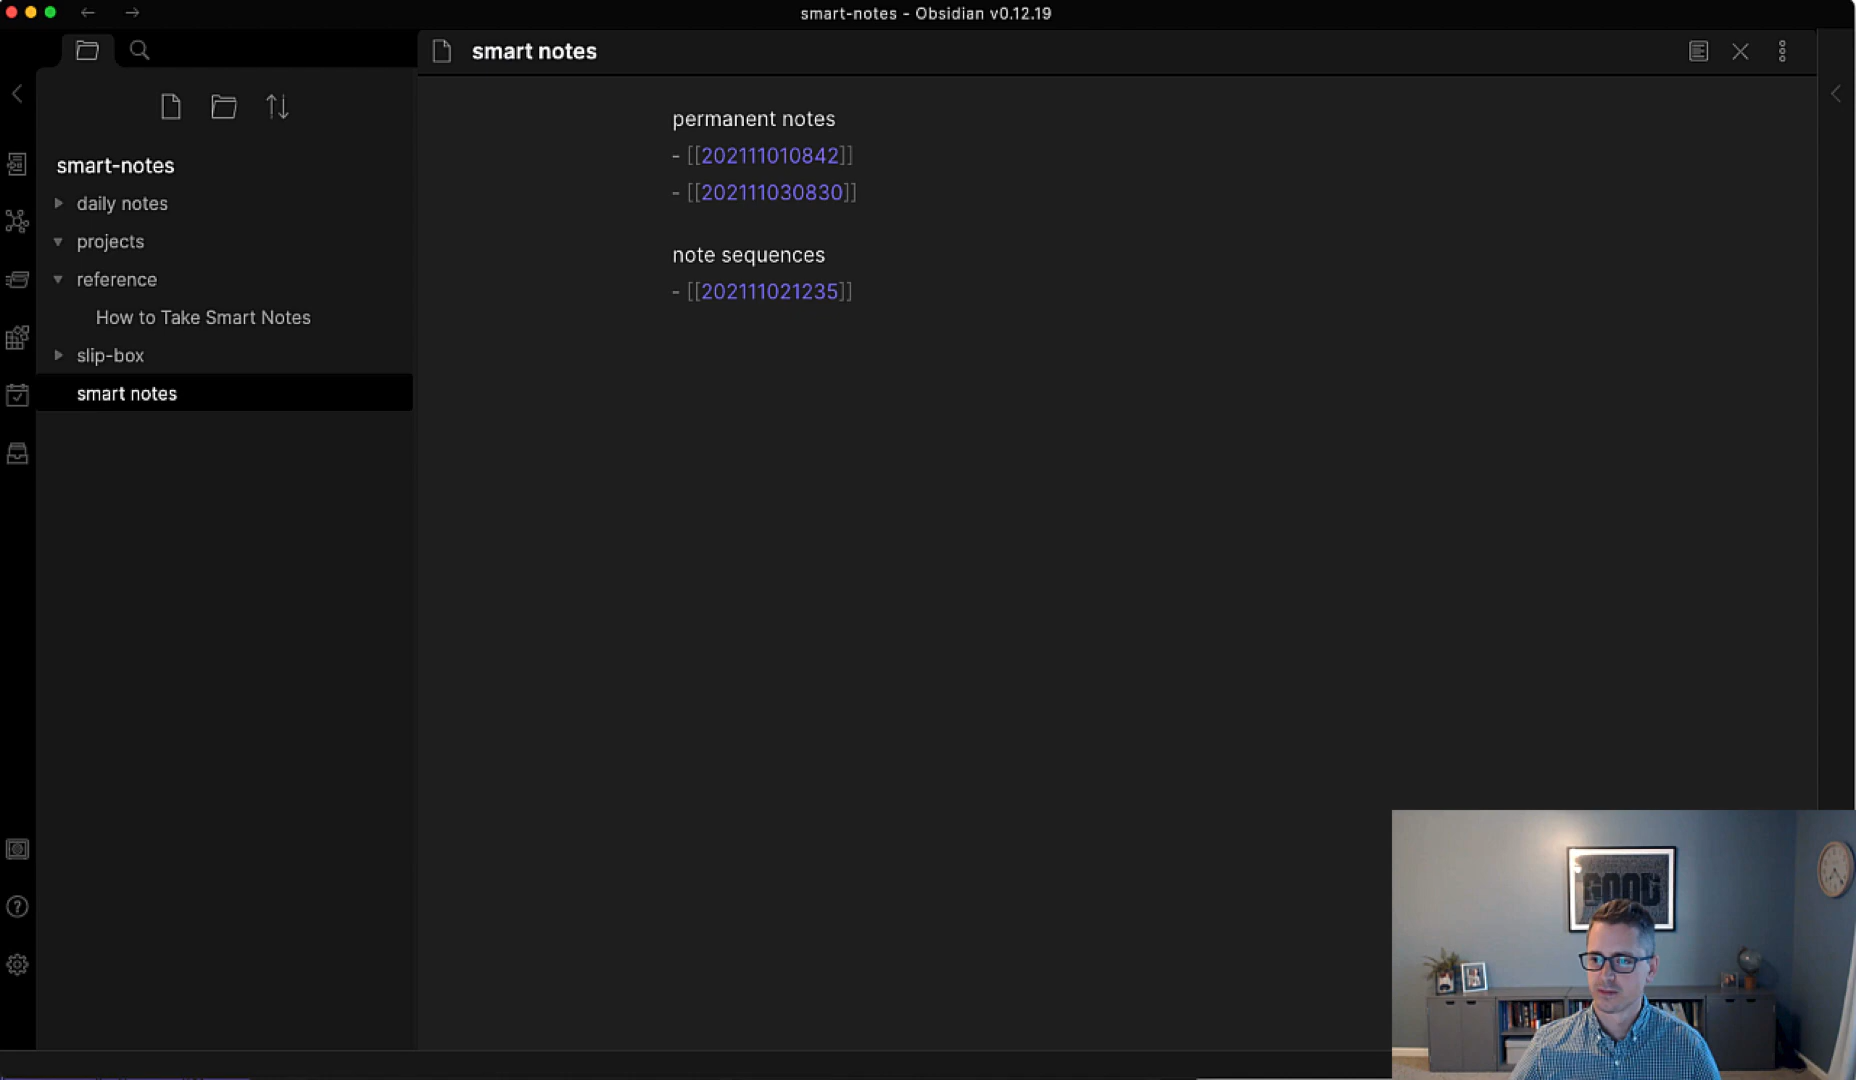 smart-notes - Obsidian v0.12.19
smart notes
smart-notes
daily notes
projects
reference
How to Take Smart Notes
slip-box
smart notes
permanent notes
- [[202111010842]]
- [[202111030830]]
note sequences
- [[202111021235]]
GOOD